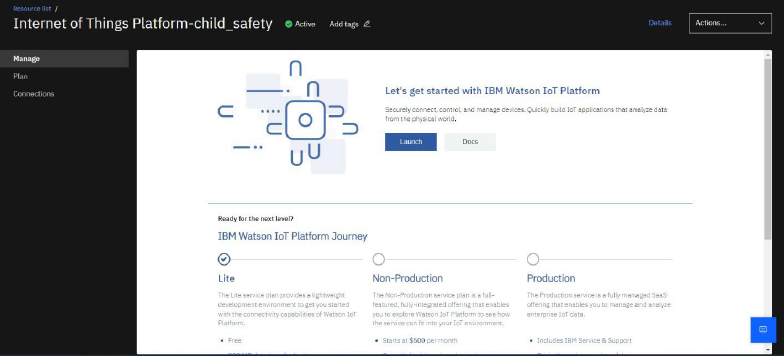 Resource list /
Internet of Things Platform-child_safety
Active
Add tags
Details
Actions...
Manage
Plan
Connections
Let's get started with IBM Watson IoT Platform
Securely connect, control, and manage devices. Quickly build IoT applications that analyze data
from the physical world.
Launch
Docs
Ready for the next level?
IBM Watson IoT Platform Journey
Lite
The Lite service plan provides a lightweight
development environment to get you started
with the connectivity capabilities of Watson IoT
Platform.
• Free
Non-Production
The Non-Production service plan is a full-
featured, fully-integrated offering that enables
you to explore Watson IoT Platform to see how
the service can fit into your IoT environment.
• Starts at $500 per month
Production
The Production service is a fully managed SaaS
offering that enables you to manage and analyze
enterprise IoT data.
• Includes IBM Service & Support